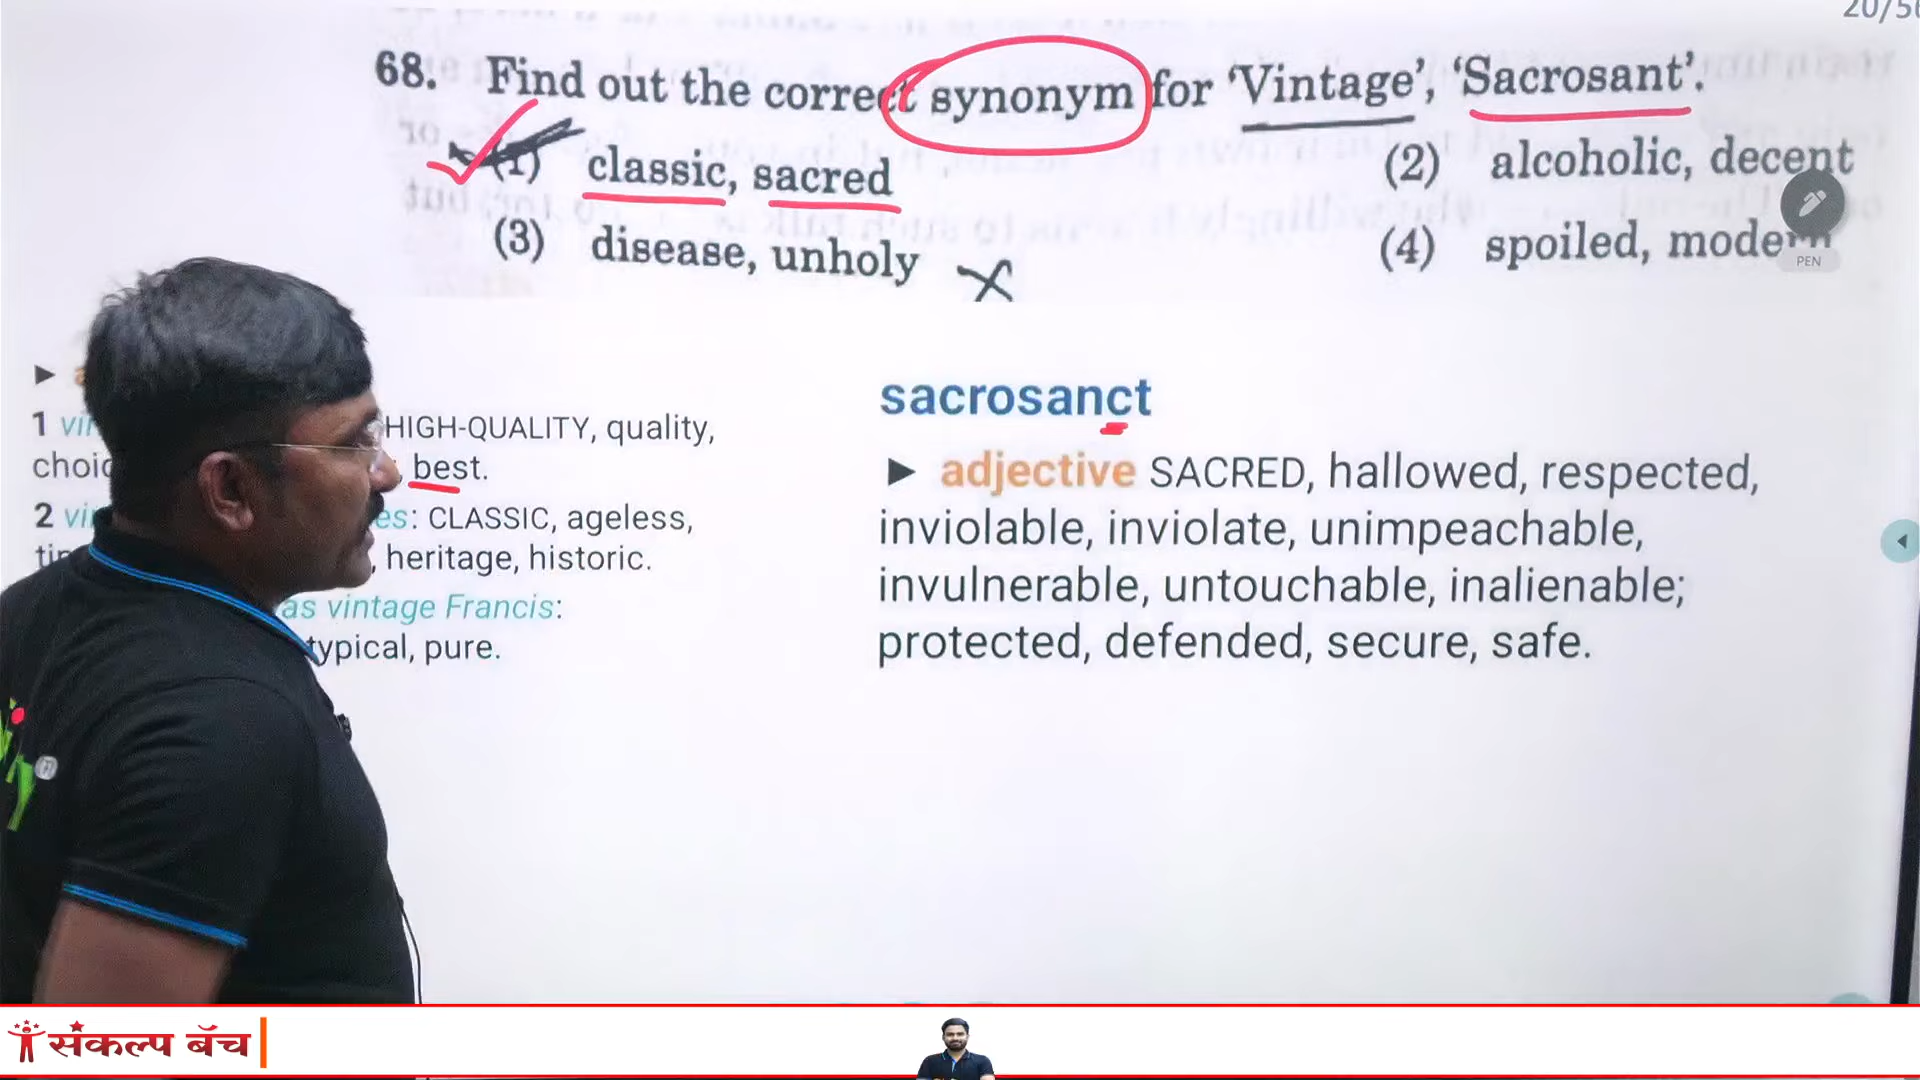 20/5
68. Find out the correct synonym for ‘Vintage’, ‘Sacrosant’.
(1) classic, sacred
(2) alcoholic, decent
(3) disease, unholy
(4) spoiled, modern
PEN
1 HIGH-QUALITY, quality,
best.
2 CLASSIC, ageless,
heritage, historic.
as vintage Francis:
typical, pure.
sacrosanct
► adjective SACRED, hallowed, respected,
inviolable, inviolate, unimpeachable,
invulnerable, untouchable, inalienable;
protected, defended, secure, safe.
संकल्प बॅच